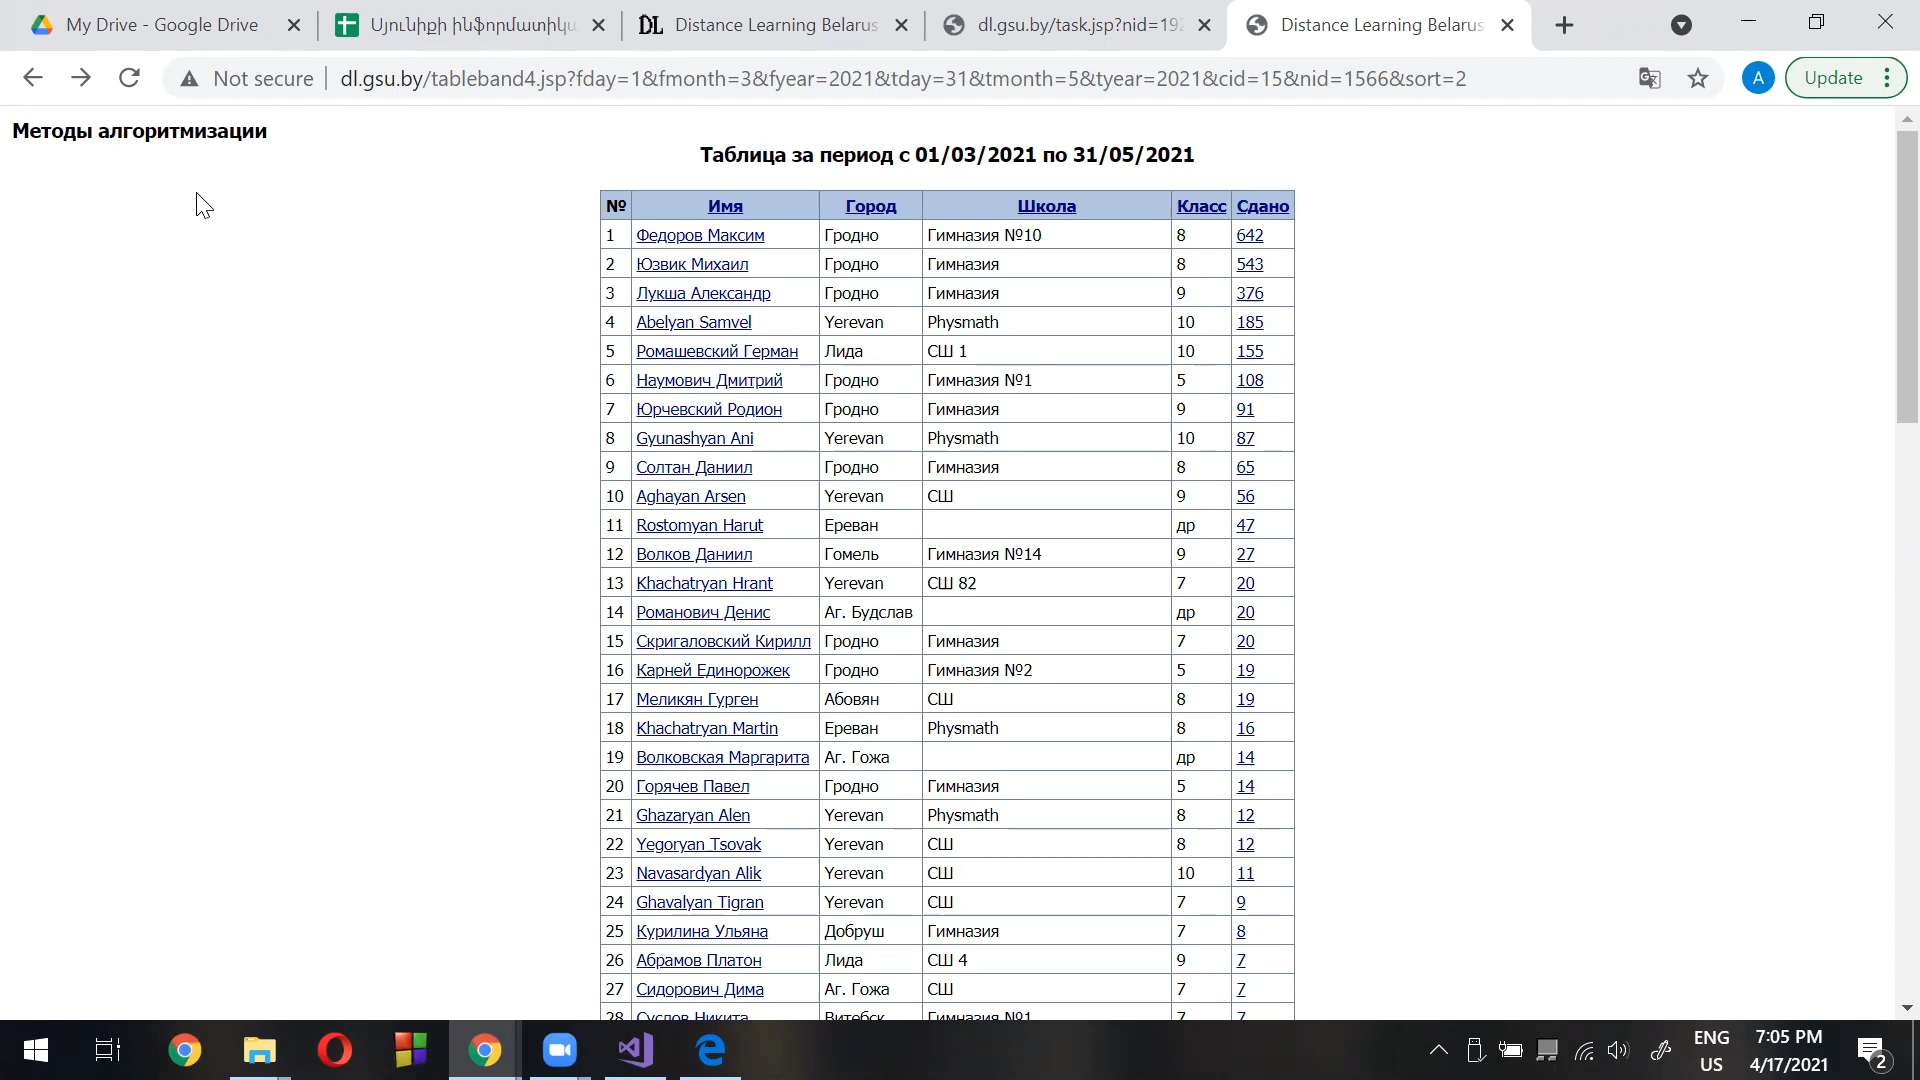 My Drive - Google Drive
Սյունիքի ինֆորմատիկա
DL Distance Learning Belarus
dl.gsu.by/task.jsp?nid=192
Distance Learning Belarus
Not secure dl.gsu.by/tableband4.jsp?fday=1&fmonth=3&fyear=2021&tday=31&tmonth=5&tyear=2021&cid=15&nid=1566&sort=2
A
Update
Методы алгоритмизации
Таблица за период с 01/03/2021 по 31/05/2021
№ Имя Город Школа Класс Сдано
1 Федоров Максим Гродно Гимназия №10 8 642
2 Юзвик Михаил Гродно Гимназия 8 543
3 Лукша Александр Гродно Гимназия 9 376
4 Abelyan Samvel Yerevan Physmath 10 185
5 Ромашевский Герман Лида СШ 1 10 155
6 Наумович Дмитрий Гродно Гимназия №1 5 108
7 Юрчевский Родион Гродно Гимназия 9 91
8 Gyunashyan Ani Yerevan Physmath 10 87
9 Солтан Даниил Гродно Гимназия 8 65
10 Aghayan Arsen Yerevan СШ 9 56
11 Rostomyan Harut Ереван др 47
12 Волков Даниил Гомель Гимназия №14 9 27
13 Khachatryan Hrant Yerevan СШ 82 7 20
14 Романович Денис Аг. Будслав др 20
15 Скригаловский Кирилл Гродно Гимназия 7 20
16 Карней Единорожек Гродно Гимназия №2 5 19
17 Меликян Гурген Абовян СШ 8 19
18 Khachatryan Martin Ереван Physmath 8 16
19 Волковская Маргарита Аг. Гожа др 14
20 Горячев Павел Гродно Гимназия 5 14
21 Ghazaryan Alen Yerevan Physmath 8 12
22 Yegoryan_Tsovak Yerevan СШ 8 12
23 Navasardyan Alik Yerevan СШ 10 11
24 Ghavalyan Tigran Yerevan СШ 7 9
25 Курилина Ульяна Добруш Гимназия 7 8
26 Абрамов Платон Лида СШ 4 9 7
27 Сидорович Дима Аг. Гожа СШ 7 7
28 Суслов Никита Витебск Гимназия №1 7 7
ENG 7:05 PM
US 4/17/2021
2